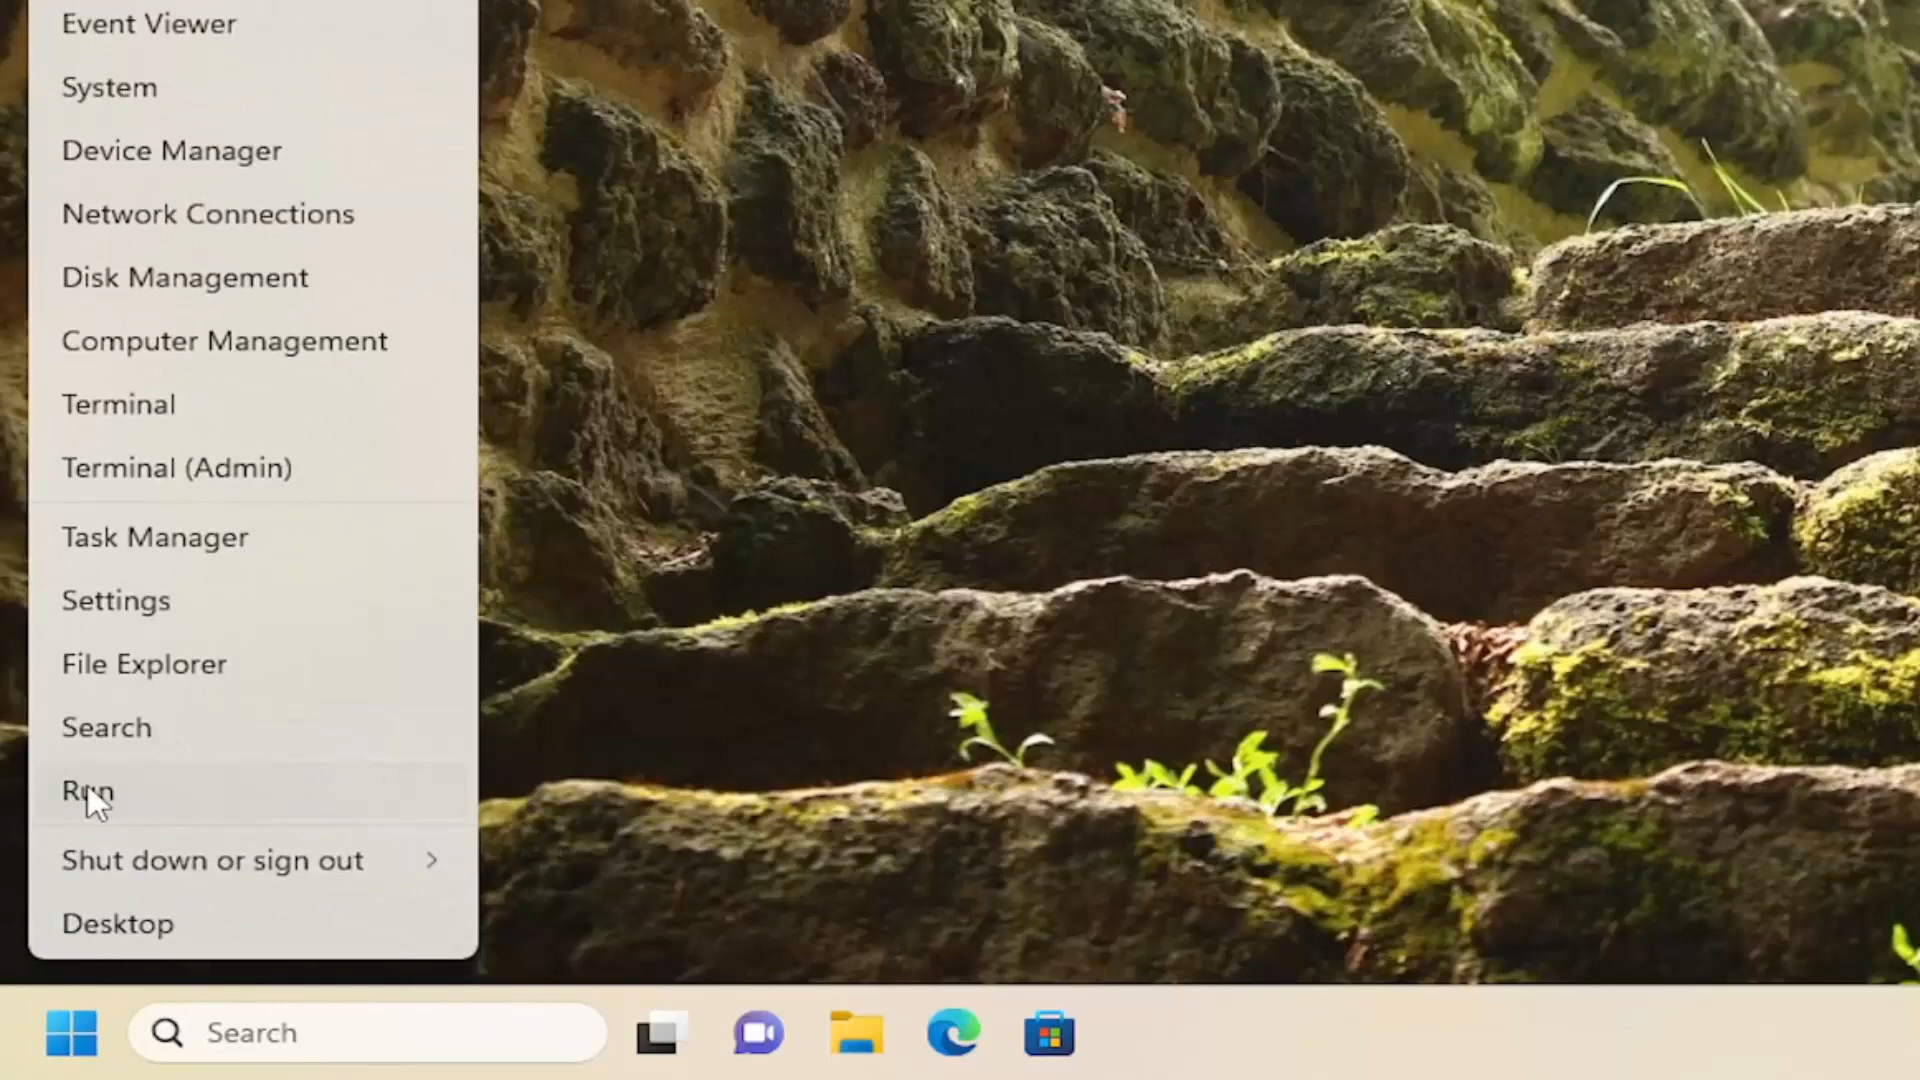 Event Viewer
System
Device Manager
Network Connections
Disk Management
Computer Management
Terminal
Terminal (Admin)
Task Manager
Settings
File Explorer
Search
Run
Shut down or sign out
Desktop
Search